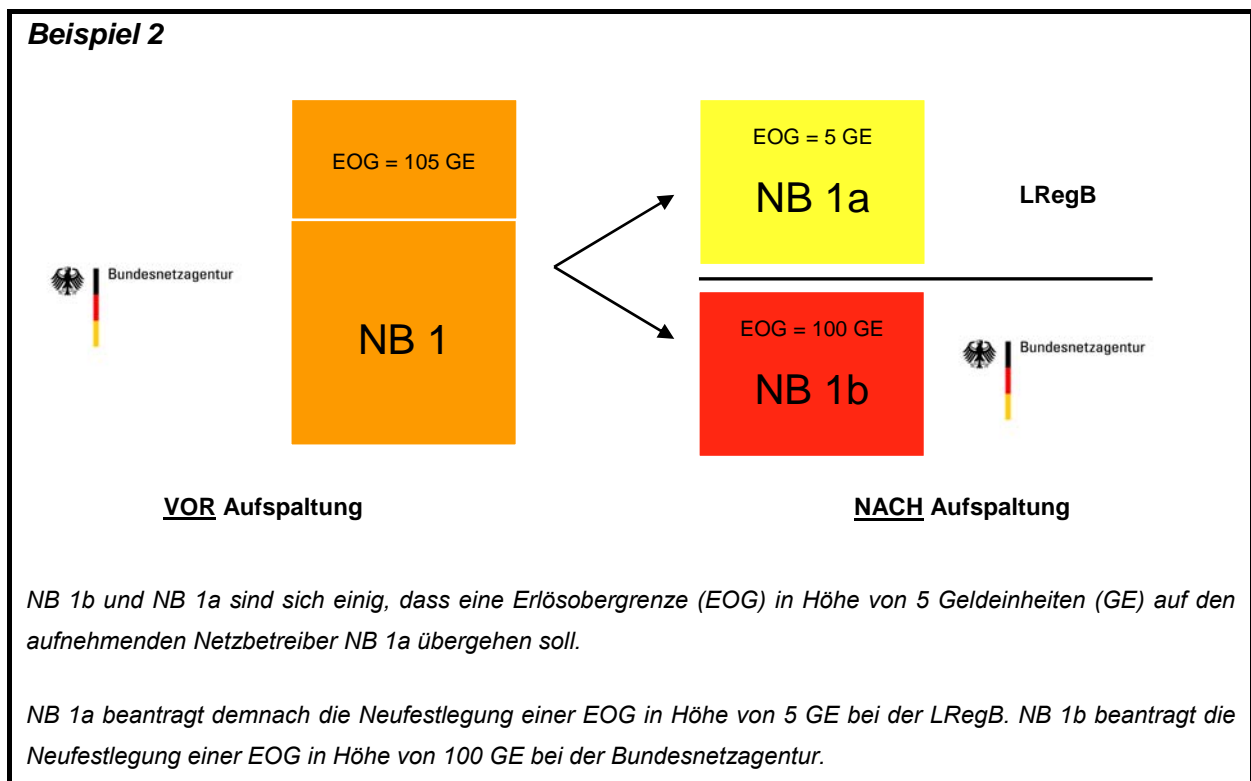 Beispiel 2
EOG = 105 GE
NB 1
Bundesnetzagentur
EOG = 5 GE
NB 1a
LRegB
EOG = 100 GE
NB 1b
Bundesnetzagentur
VOR Aufspaltung
NACH Aufspaltung
NB 1b und NB 1a sind sich einig, dass eine Erlösobergrenze (EOG) in Höhe von 5 Geldeinheiten (GE) auf den
aufnehmenden Netzbetreiber NB 1a übergehen soll.
NB 1a beantragt demnach die Neufestlegung einer EOG in Höhe von 5 GE bei der LRegB. NB 1b beantragt die
Neufestlegung einer EOG in Höhe von 100 GE bei der Bundesnetzagentur.